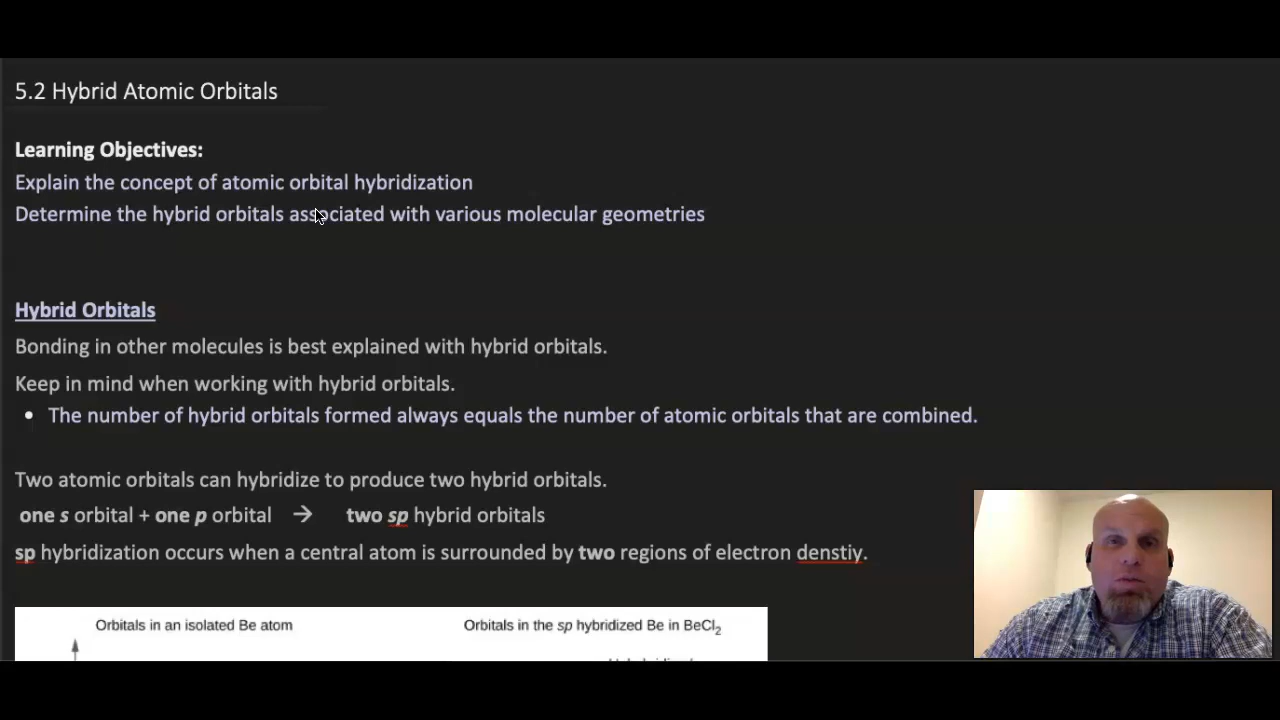 5.2 Hybrid Atomic Orbitals
Learning Objectives:
Explain the concept of atomic orbital hybridization
Determine the hybrid orbitals associated with various molecular geometries
Hybrid Orbitals
Bonding in other molecules is best explained with hybrid orbitals.
Keep in mind when working with hybrid orbitals.
• The number of hybrid orbitals formed always equals the number of atomic orbitals that are combined.
Two atomic orbitals can hybridize to produce two hybrid orbitals.
one s orbital + one p orbital → two sp hybrid orbitals
sp hybridization occurs when a central atom is surrounded by two regions of electron denstiy.
Orbitals in an isolated Be atom Orbitals in the sp hybridized Be in BeCl₂